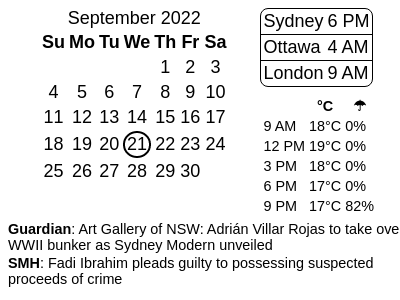 September 2022
Su Mo Tu We Th Fr Sa
1 2 3
4 5 6 7 8 9 10
11 12 13 14 15 16 17
18 19 20 21 22 23 24
25 26 27 28 29 30
Sydney 6 PM
Ottawa 4 AM
London 9 AM
°C ☂
9 AM 18°C 0%
12 PM 19°C 0%
3 PM 18°C 0%
6 PM 17°C 0%
9 PM 17°C 82%
Guardian: Art Gallery of NSW: Adrián Villar Rojas to take ove
WWII bunker as Sydney Modern unveiled
SMH: Fadi Ibrahim pleads guilty to possessing suspected
proceeds of crime